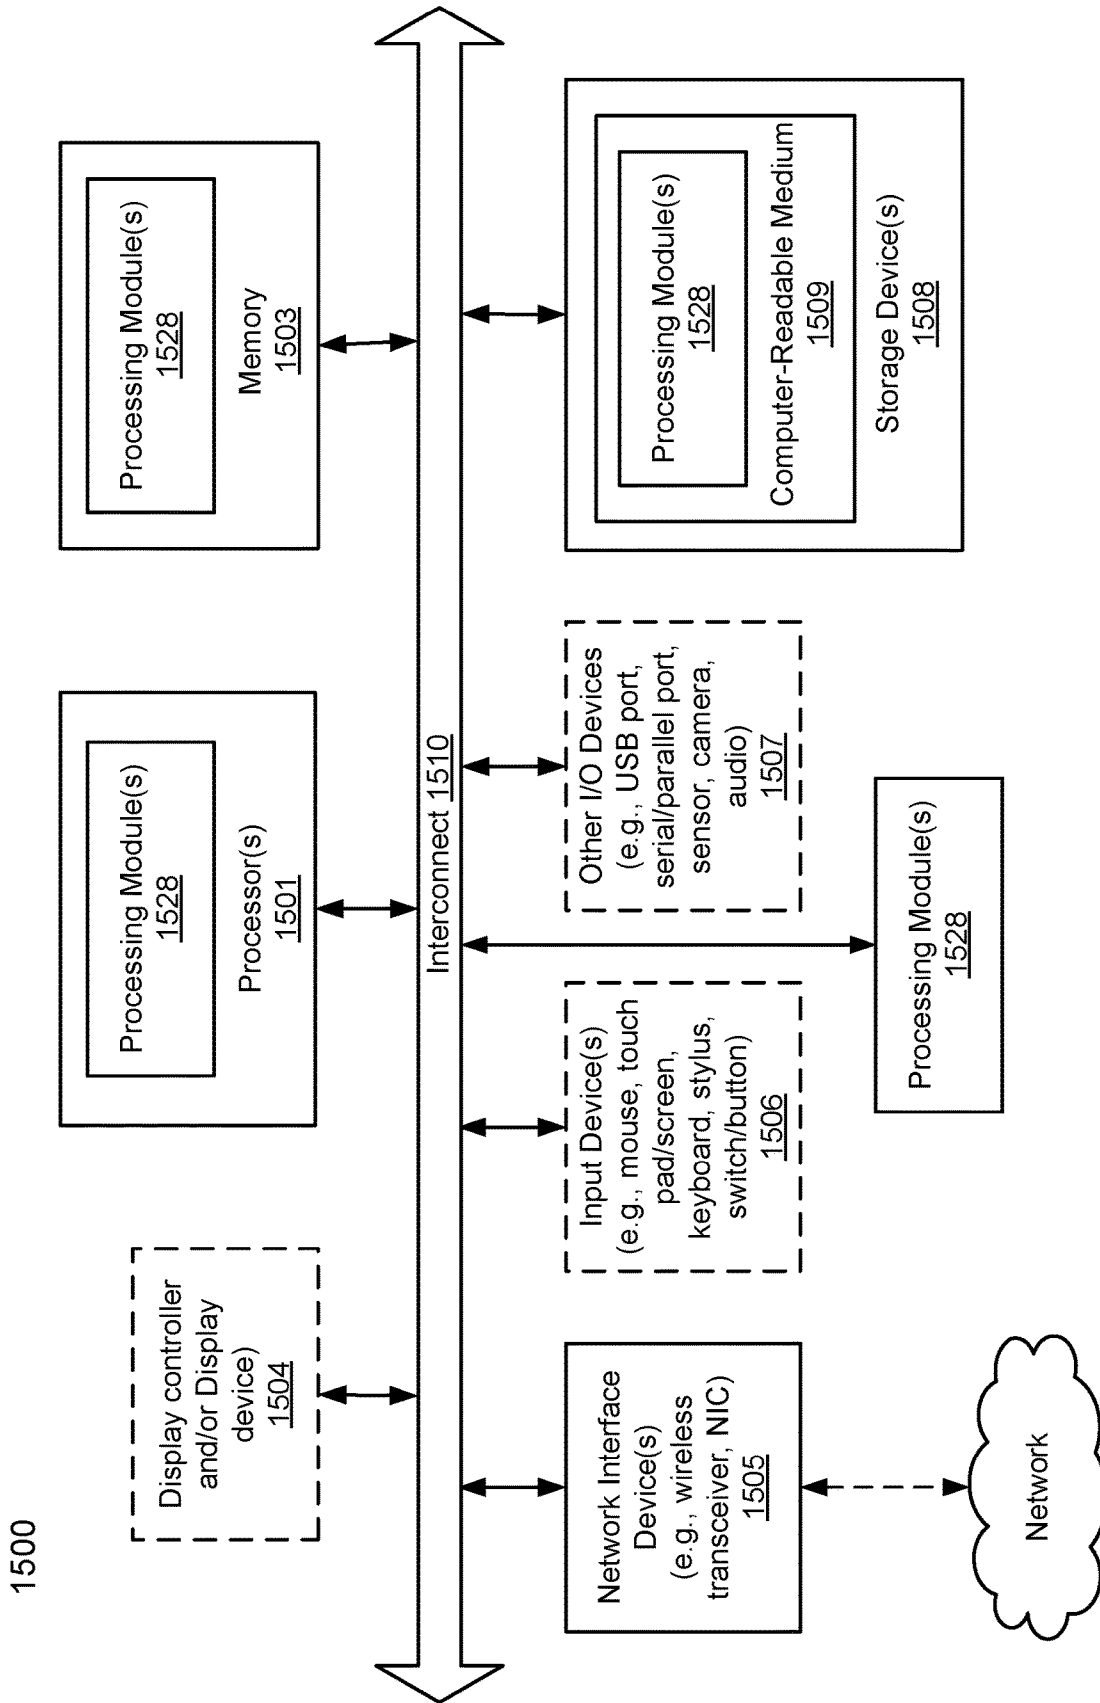 1500
Display controller
and/or Display
device)
1504
Processing Module(s)
1528
Processor(s)
1501
Processing Module(s)
1528
Memory
1503
Interconnect 1510
Network Interface
Device(s)
(e.g., wireless
transceiver, NIC)
1505
Input Device(s)
(e.g., mouse, touch
pad/screen,
keyboard, stylus,
switch/button)
1506
Other I/O Devices
(e.g., USB port,
serial/parallel port,
sensor, camera,
audio)
1507
Processing Module(s)
1528
Computer-Readable Medium
1509
Storage Device(s)
1508
Processing Module(s)
1528
Network